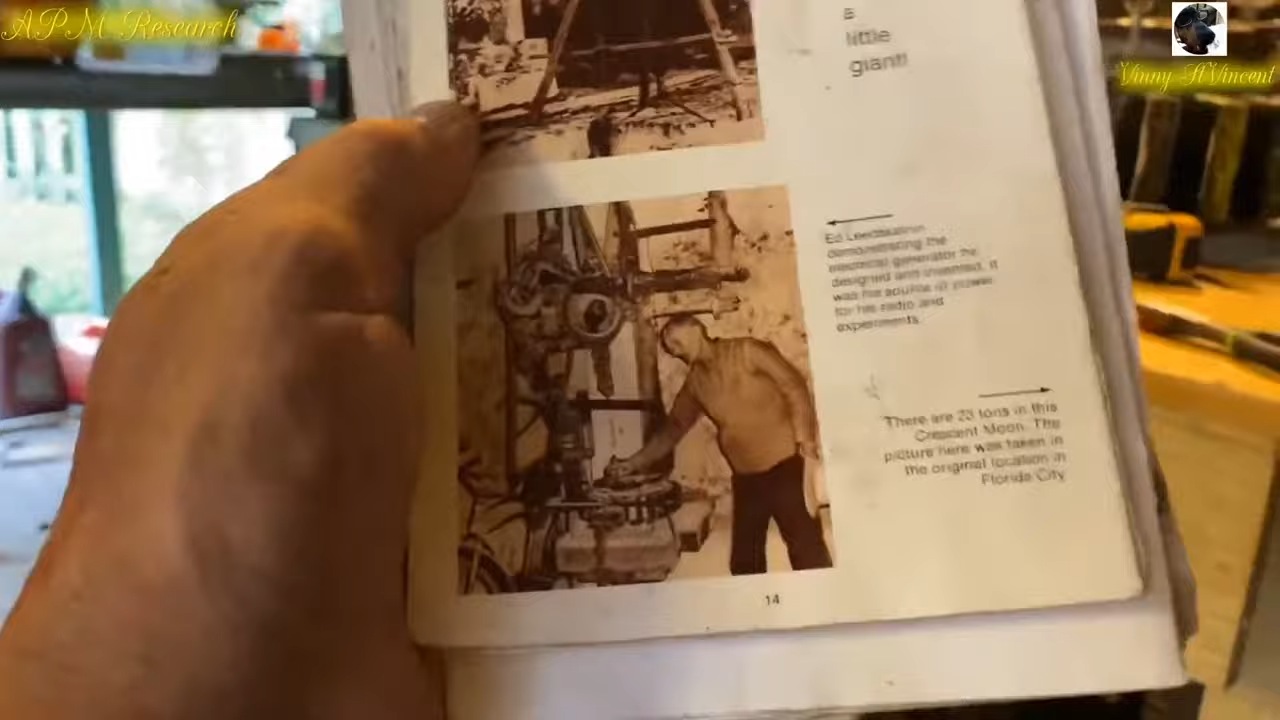 APM Research
Vinny StVincent
a
little
giant!
Ed Leedskalnin
demonstrating the
electrical generator he
designed and invented. It
was his source of power
for his radio and
experiments.
There are 23 tons in this
Crescent Moon. The
picture here was taken in
the original location in
Florida City
14